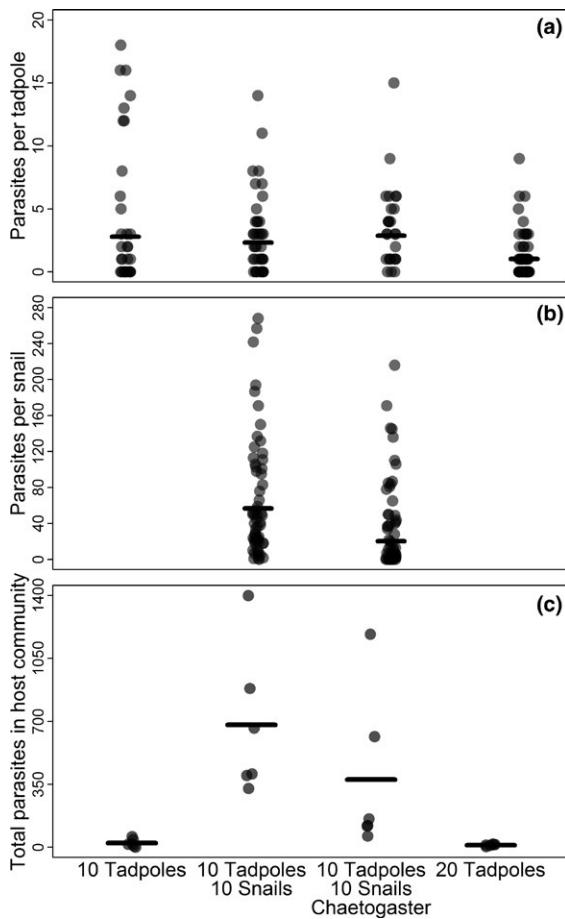 (a)
Parasites per tadpole
20
15
10
5
0
(b)
Parasites per snail
280
240
200
160
120
80
40
0
(c)
Total parasites in host community
1400
1050
700
350
0
10 Tadpoles
10 Tadpoles
10 Snails
10 Tadpoles
10 Snails
Chaetogaster
20 Tadpoles